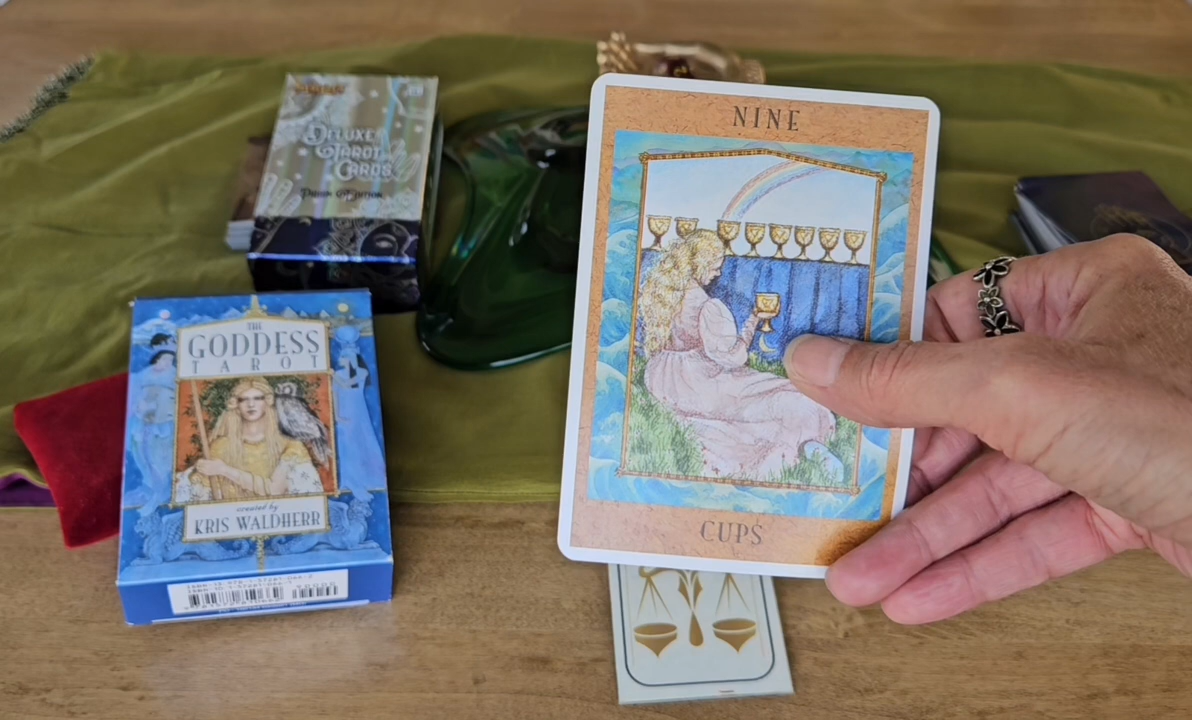 DELUXE
TAROT
CARDS
THE
GODDESS
TAROT
created by
KRIS WALDHERR
NINE
CUPS